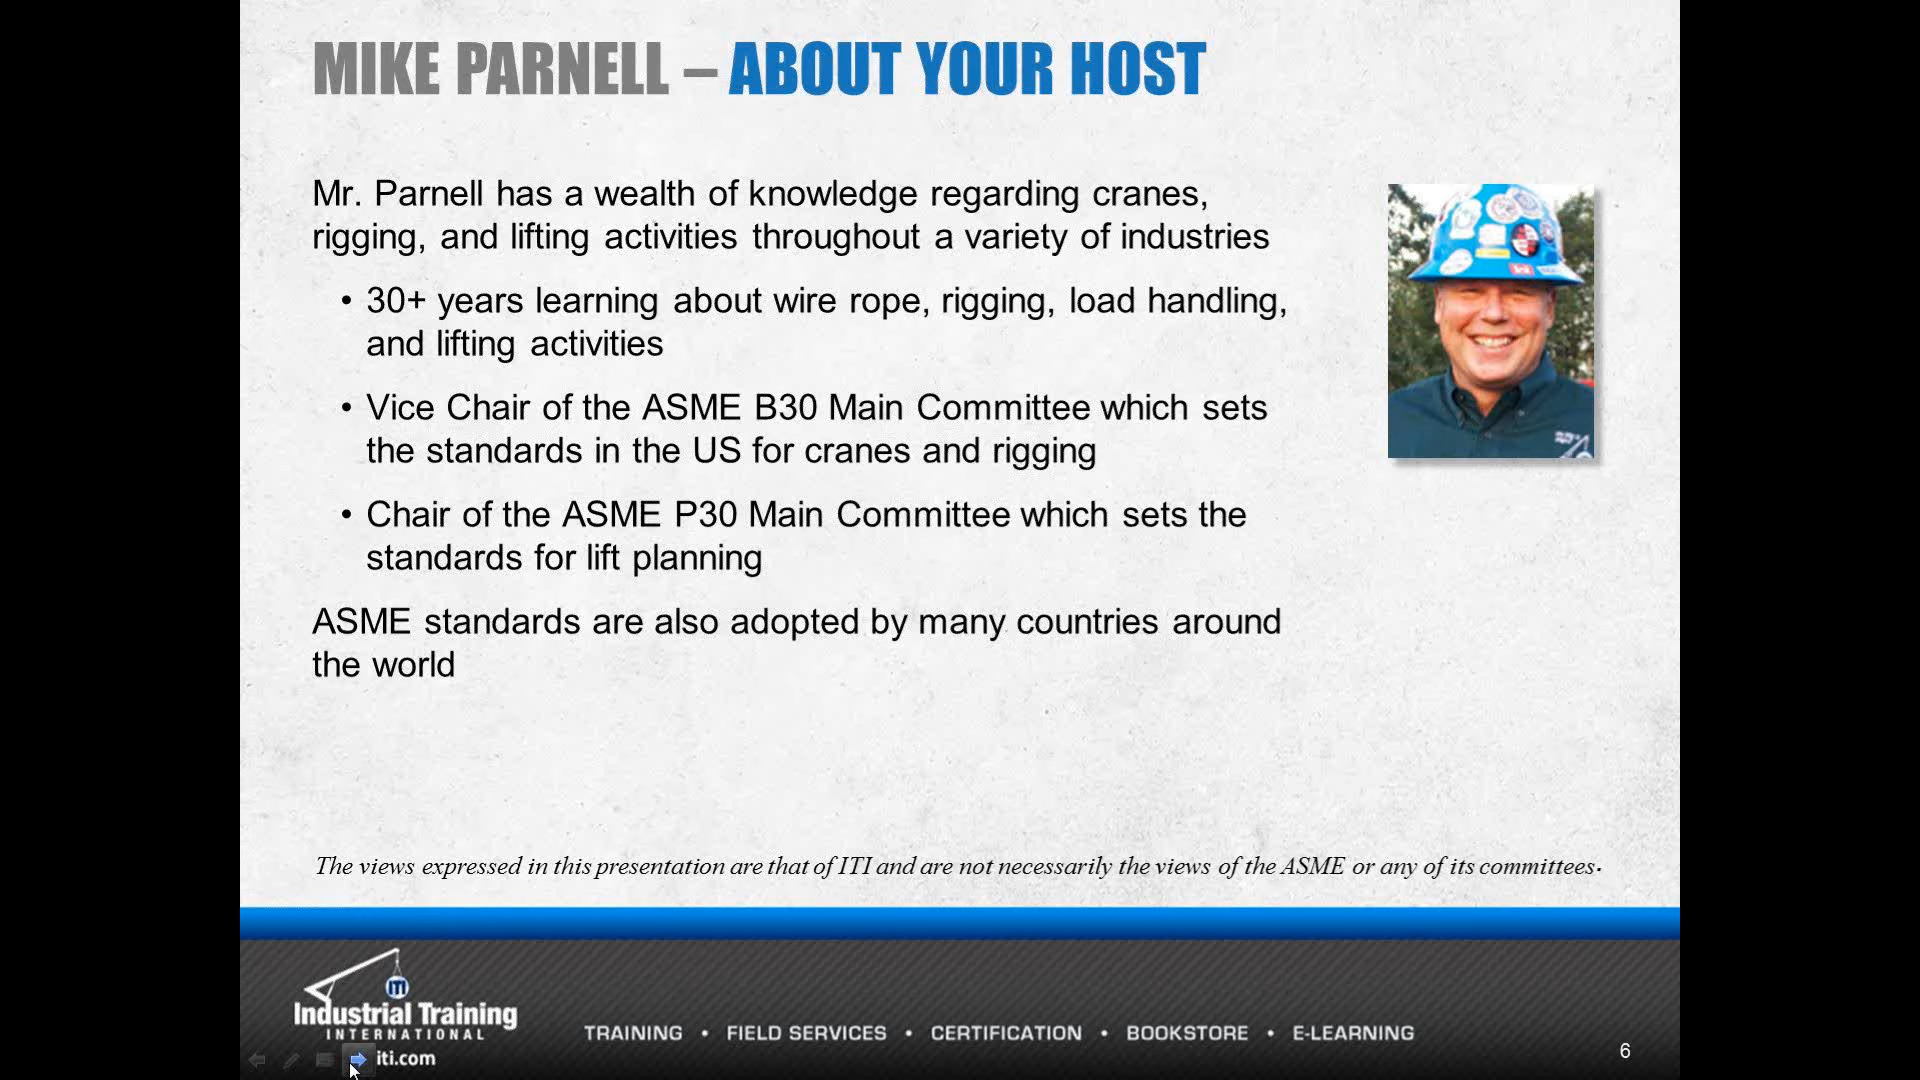 MIKE PARNELL – ABOUT YOUR HOST
Mr. Parnell has a wealth of knowledge regarding cranes,
rigging, and lifting activities throughout a variety of industries
• 30+ years learning about wire rope, rigging, load handling,
and lifting activities
• Vice Chair of the ASME B30 Main Committee which sets
the standards in the US for cranes and rigging
• Chair of the ASME P30 Main Committee which sets the
standards for lift planning
ASME standards are also adopted by many countries around
the world
The views expressed in this presentation are that of ITI and are not necessarily the views of the ASME or any of its committees.
ITI
Industrial Training
INTERNATIONAL
iti.com
TRAINING • FIELD SERVICES • CERTIFICATION • BOOKSTORE • E-LEARNING
6